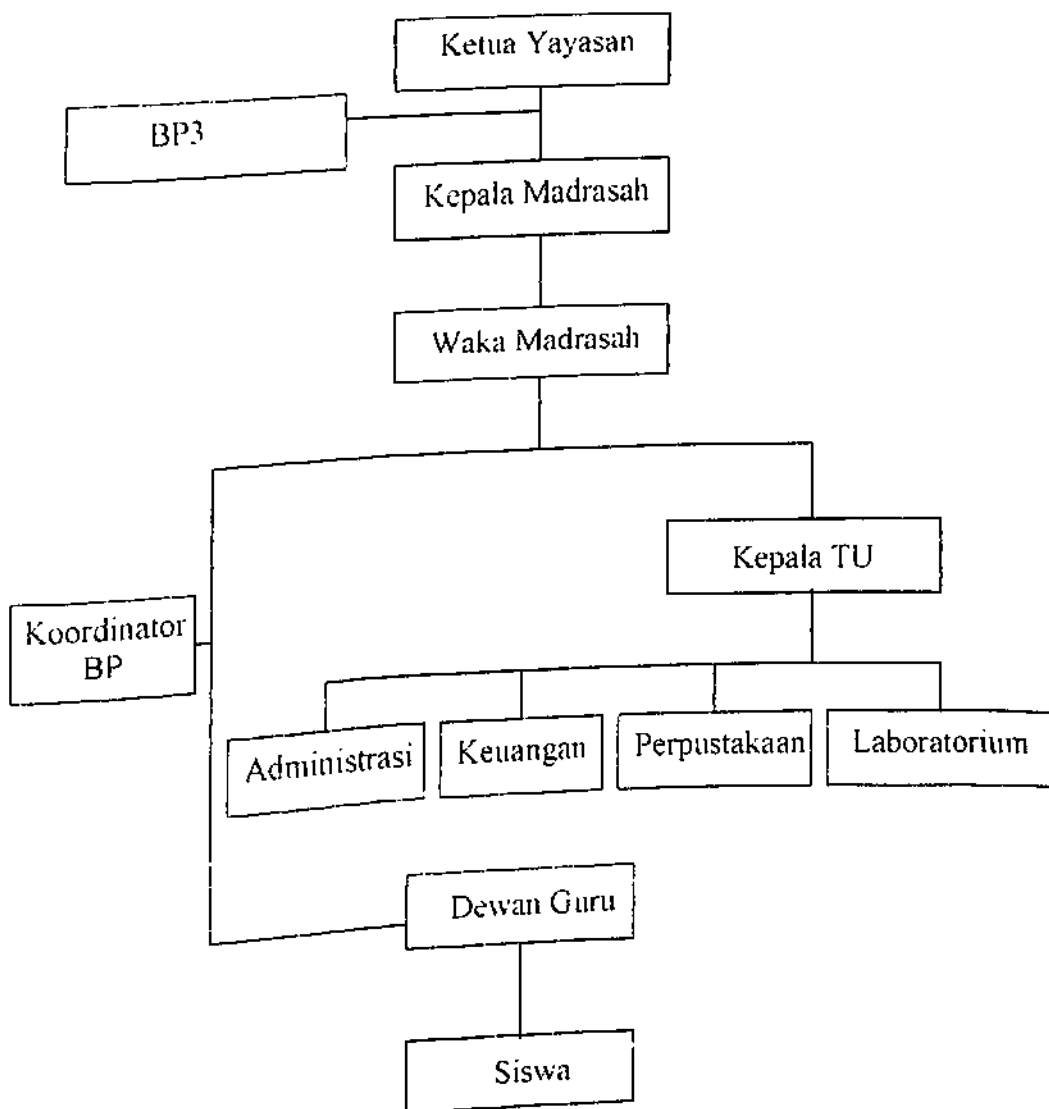 Ketua Yayasan
BP3
Kepala Madrasah
Waka Madrasah
Kepala TU
Koordinator
BP
Administrasi
Keuangan
Perpustakaan
Laboratorium
Dewan Guru
Siswa